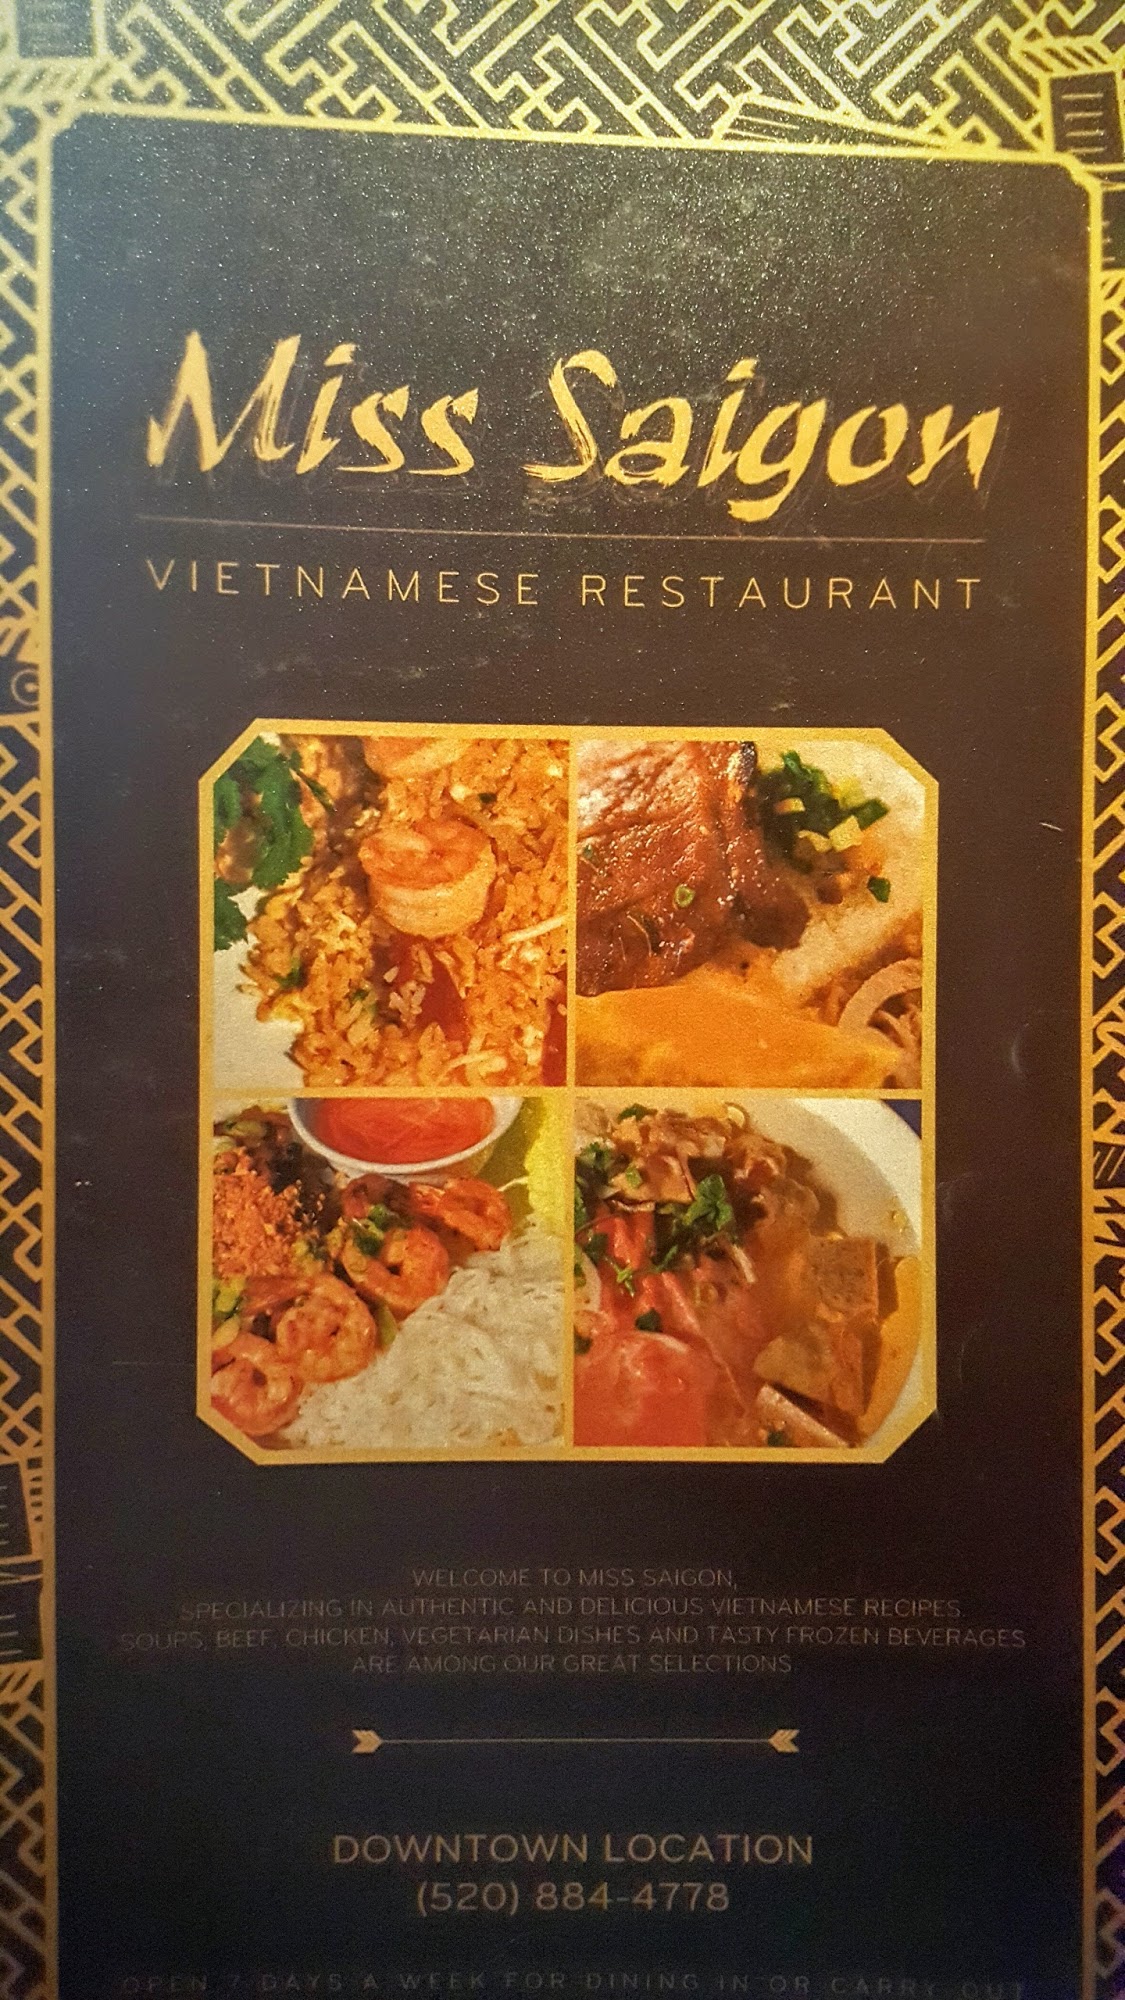 Miss Saigon
VIETNAMESE RESTAURANT
WELCOME TO MISS SAIGON,
SPECIALIZING IN AUTHENTIC AND DELICIOUS VIETNAMESE RECIPES.
SOUPS, BEEF, CHICKEN, VEGETARIAN DISHES AND TASTY FROZEN BEVERAGES
ARE AMONG OUR GREAT SELECTIONS.
DOWNTOWN LOCATION
(520) 884-4778
OPEN 7 DAYS A WEEK FOR DINING IN OR CARRY OUT